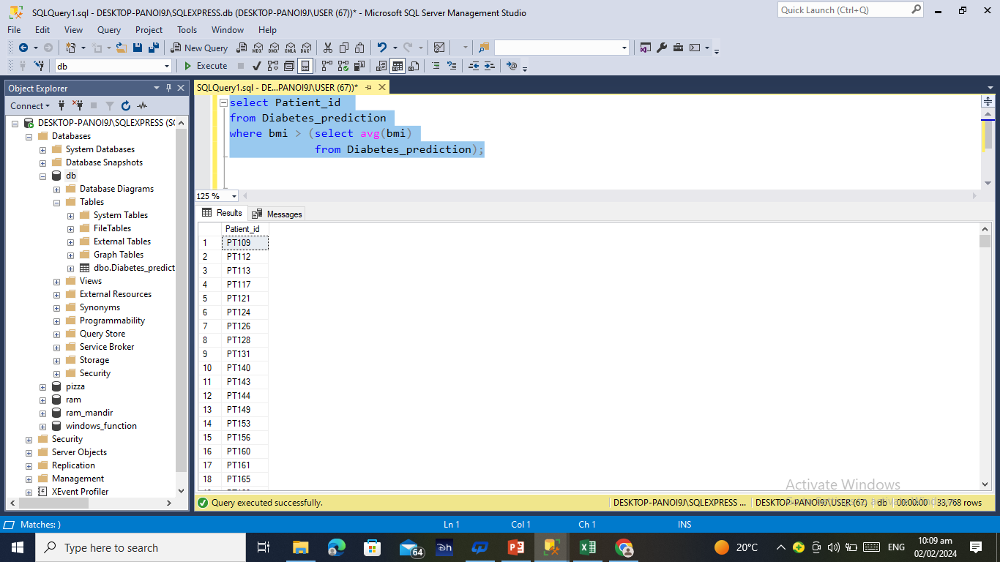 SQLQuery1.sql - DESKTOP-PANOI9J\SQLEXPRESS.db (DESKTOP-PANOI9J\USER (67))* - Microsoft SQL Server Management Studio
Quick Launch (Ctrl+Q)
File Edit View Query Project Tools Window Help
New Query MDX DMX XMLA DAX
db
Execute
Object Explorer
Connect
DESKTOP-PANOI9J\SQLEXPRESS (SQ
Databases
System Databases
Database Snapshots
db
Database Diagrams
Tables
System Tables
FileTables
External Tables
Graph Tables
dbo.Diabetes_predict
Views
External Resources
Synonyms
Programmability
Query Store
Service Broker
Storage
Security
pizza
ram
ram_mandir
windows_function
Security
Server Objects
Replication
Management
XEvent Profiler
SQLQuery1.sql - DE...PANOI9J\USER (67))*
select Patient_id
from Diabetes_prediction
where bmi > (select avg(bmi)
from Diabetes_prediction);
125 %
Results Messages
Patient_id
1 PT109
2 PT112
3 PT113
4 PT117
5 PT121
6 PT124
7 PT126
8 PT128
9 PT131
10 PT140
11 PT143
12 PT144
13 PT149
14 PT153
15 PT156
16 PT160
17 PT161
18 PT165
Activate Windows
Query executed successfully. DESKTOP-PANOI9J\SQLEXPRESS ... DESKTOP-PANOI9J\USER (67) db 00:00:00 33,768 rows
Matches: ) Ln 1 Col 1 Ch 1 INS
Type here to search
64
20°C
ENG
10:09 am
02/02/2024